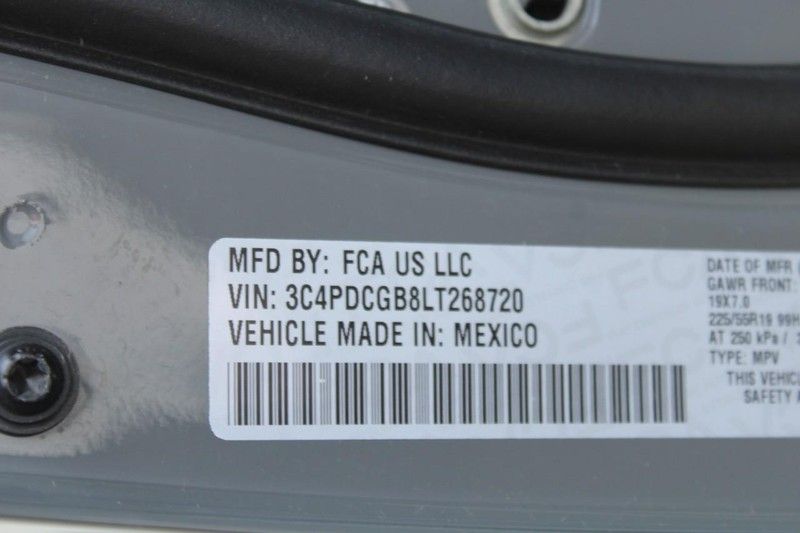 MFD BY: FCA US LLC
VIN: 3C4PDCGB8LT268720
VEHICLE MADE IN: MEXICO
DATE OF MFR
GAWR FRONT:
19X7.0
225/55R19 99H
AT 250 kPa /
TYPE: MPV
THIS VEHIC
SAFETY A